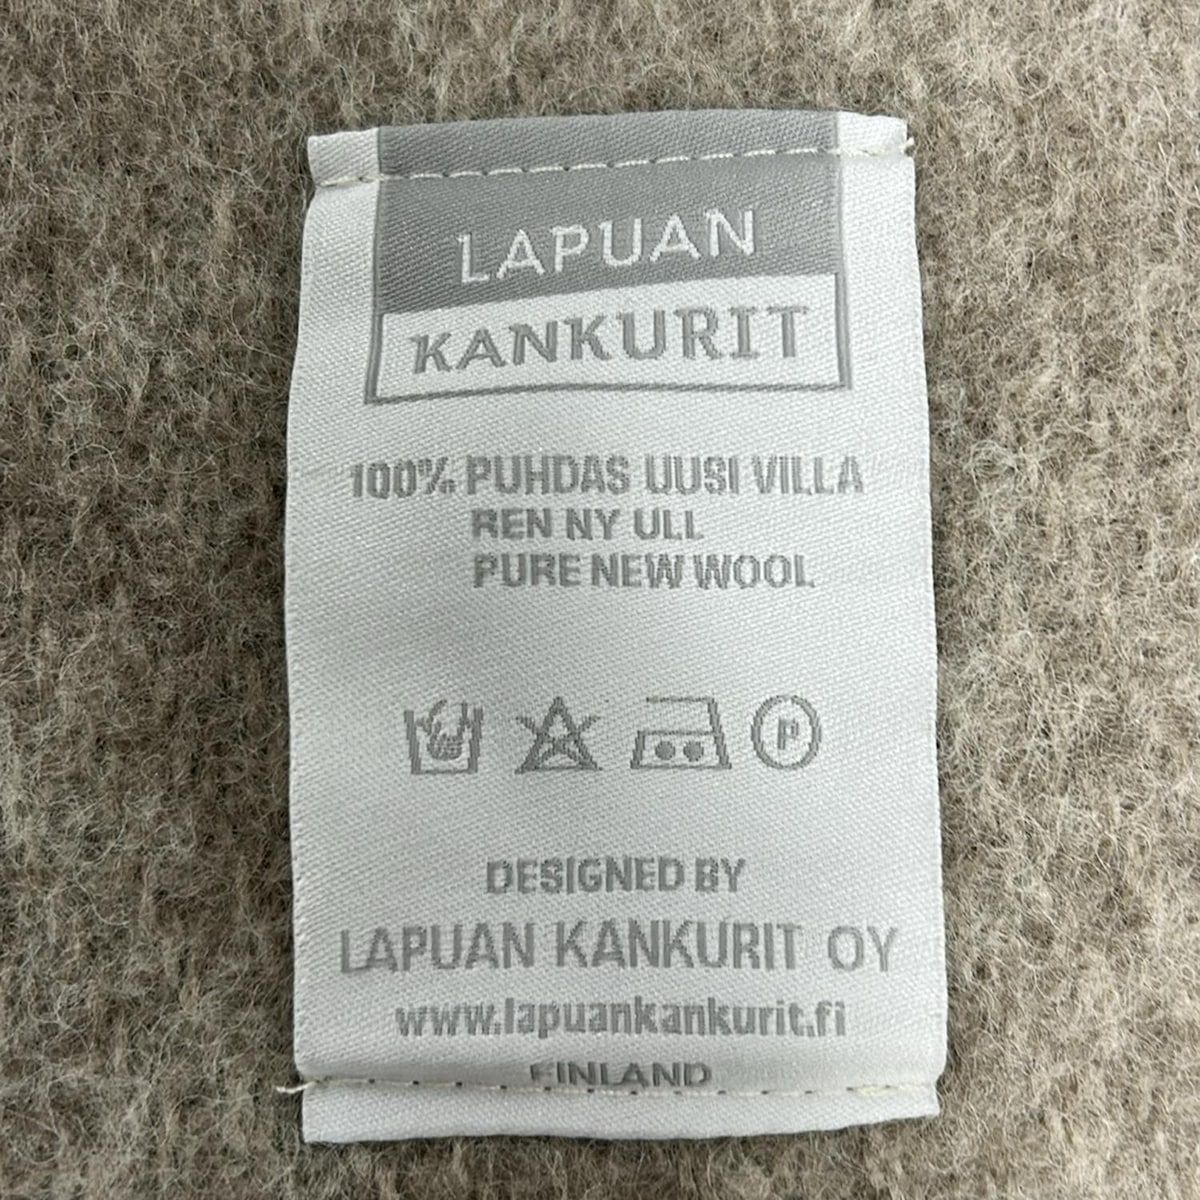 LAPUAN
KANKURIT
100% PUHDAS UUSI VILLA
REN NY ULL
PURE NEW WOOL
P
DESIGNED BY
LAPUAN KANKURIT OY
www.lapuankankurit.fi
FINLAND